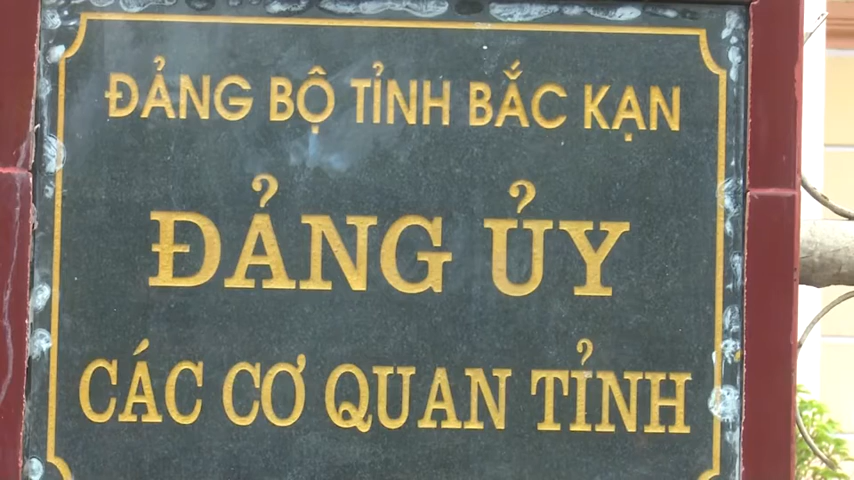 ĐẢNG BỘ TỈNH BẮC KẠN
ĐẢNG ỦY
CÁC CƠ QUAN TỈNH